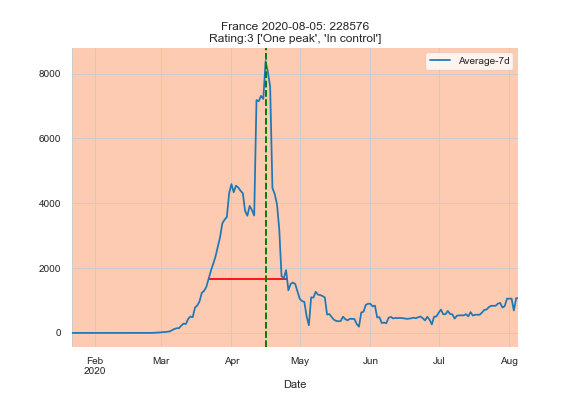 France 2020-08-05: 228576
Rating:3 ['One peak', 'In control']
Average-7d
8000
6000
4000
2000
0
Feb
2020
Mar
Apr
May
Jun
Jul
Aug
Date